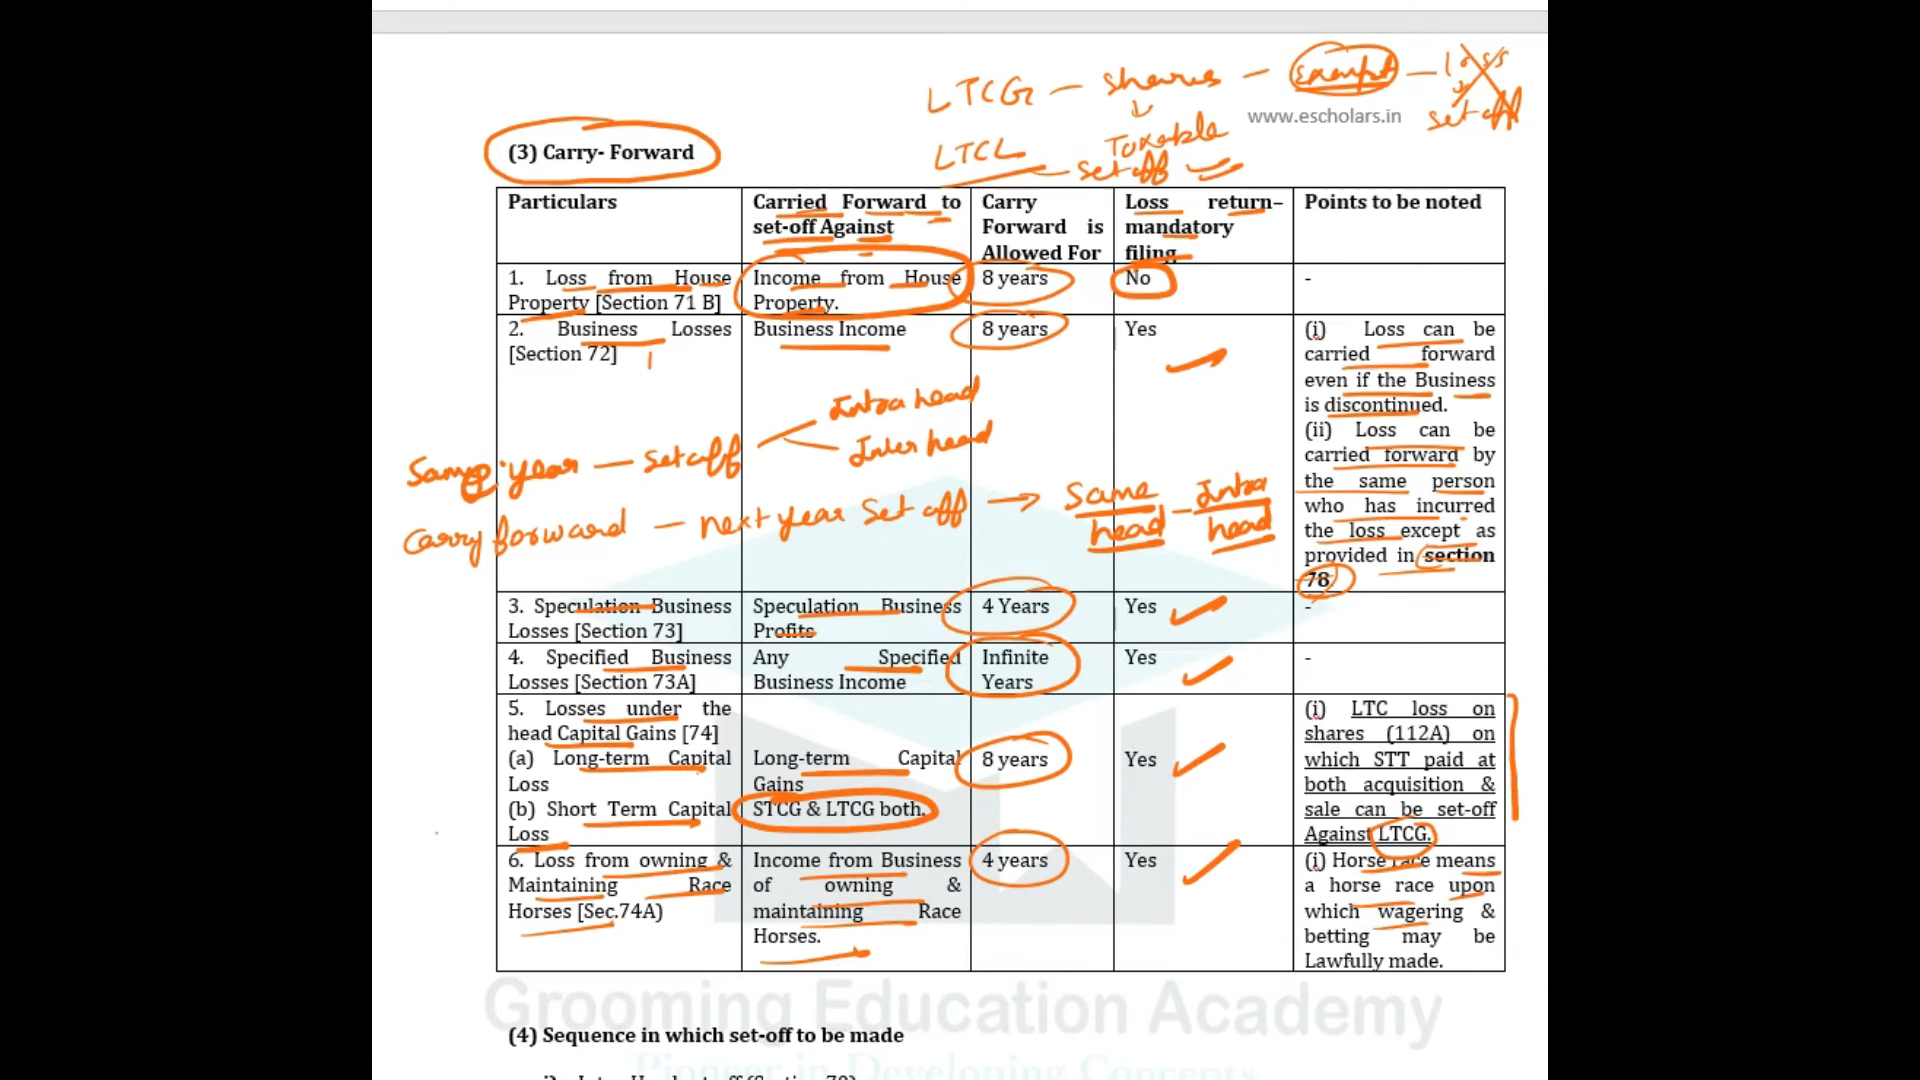 LTCG — shares — exempt — loss
set off
www.escholars.in
Taxable
LTCL — set off
(3) Carry- Forward
Particulars
Carried Forward to
set-off Against
Carry
Forward is
Allowed For
Loss return–
mandatory
filing
Points to be noted
1. Loss from House
Property [Section 71 B]
Income from House
Property.
8 years
No
-
2. Business Losses
[Section 72]
Business Income
8 years
Yes
(i) Loss can be
carried forward
even if the Business
is discontinued.
(ii) Loss can be
carried forward by
the same person
who has incurred
the loss except as
provided in section
78
Intra head
Same year — set off
Inter head
Carry forward — next year set off → Same head — Intra head
3. Speculation Business
Losses [Section 73]
Speculation Business
Profits
4 Years
Yes
-
4. Specified Business
Losses [Section 73A]
Any Specified
Business Income
Infinite
Years
Yes
-
5. Losses under the
head Capital Gains [74]
(a) Long-term Capital
Loss
(b) Short Term Capital
Loss
Long-term Capital
Gains
STCG & LTCG both.
8 years
Yes
(i) LTC loss on
shares (112A) on
which STT paid at
both acquisition &
sale can be set-off
Against LTCG.
6. Loss from owning &
Maintaining Race
Horses [Sec.74A)
Income from Business
of owning &
maintaining Race
Horses.
4 years
Yes
(i) Horse race means
a horse race upon
which wagering &
betting may be
Lawfully made.
Grooming Education Academy
(4) Sequence in which set-off to be made
Pioneer in Developing Concepts